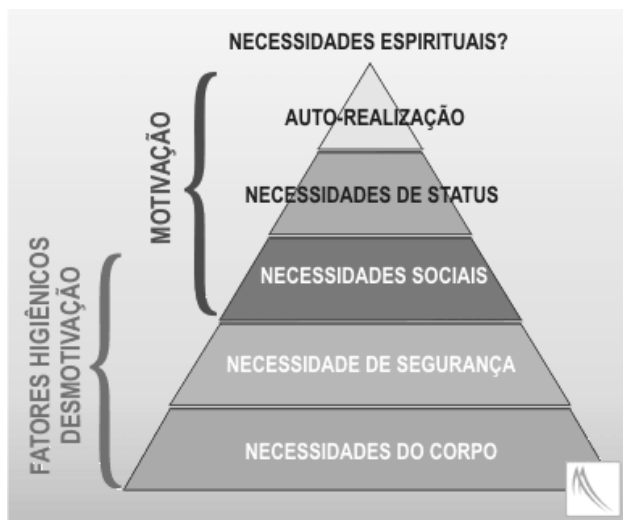 NECESSIDADES ESPIRITUAIS?
AUTO-REALIZAÇÃO
NECESSIDADES DE STATUS
NECESSIDADES SOCIAIS
NECESSIDADE DE SEGURANÇA
NECESSIDADES DO CORPO
MOTIVAÇÃO
FATORES HIGIÊNICOS
DESMOTIVAÇÃO